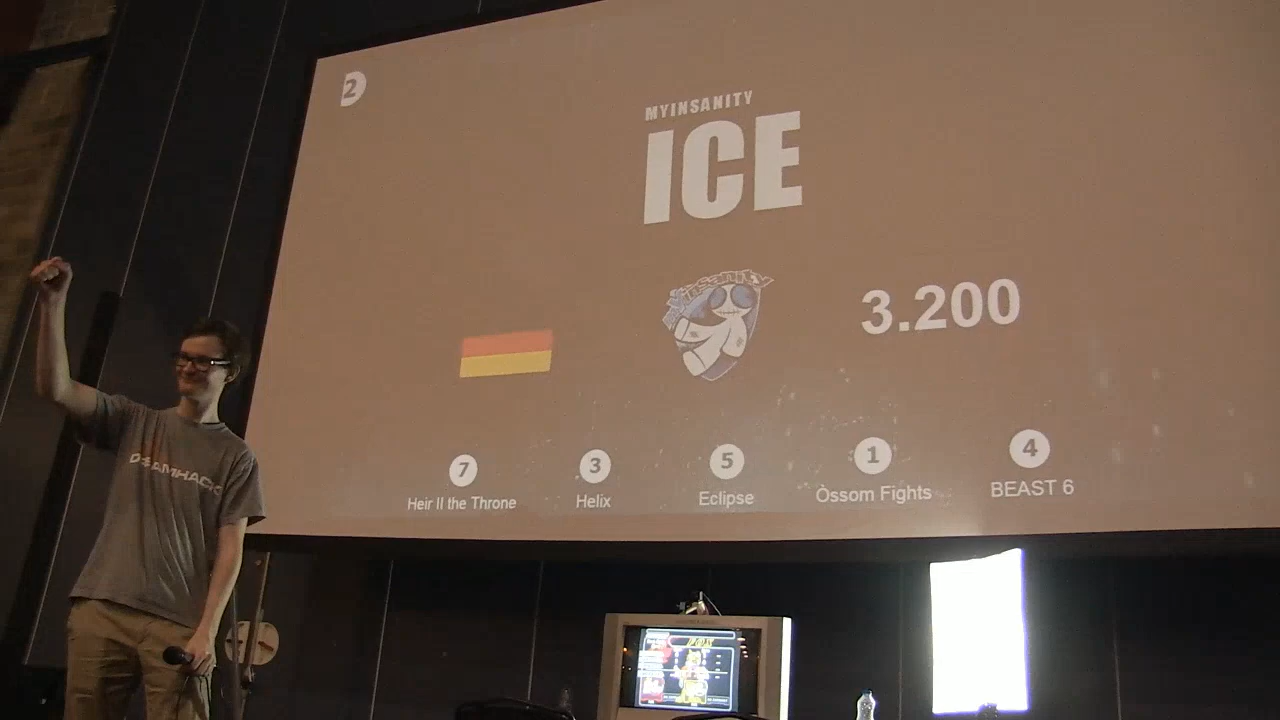 2
MYINSANITY
ICE
myinsanity
3.200
7
3
5
1
4
Heir II the Throne
Helix
Eclipse
Òssom Fights
BEAST 6
DREAMHACK